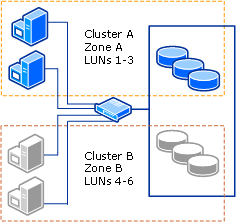 Cluster A
Zone A
LUNs 1-3
Cluster B
Zone B
LUNs 4-6